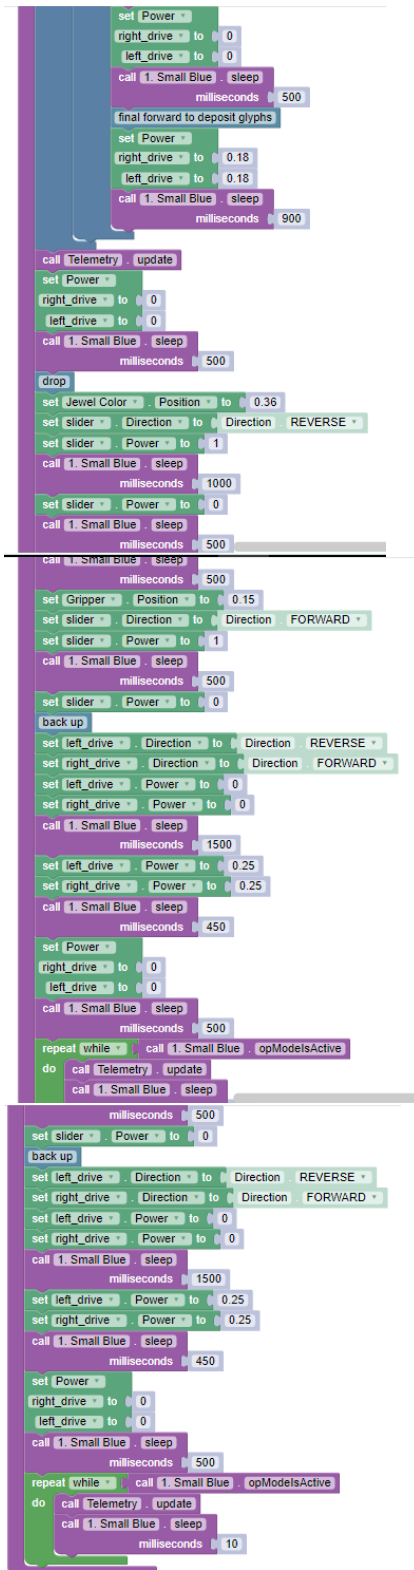 set Power
right_drive to 0
left_drive to 0
call 1. Small Blue . sleep
milliseconds 500
final forward to deposit glyphs
set Power
right_drive to 0.18
left_drive to 0.18
call 1. Small Blue . sleep
milliseconds 900
call Telemetry . update
set Power
right_drive to 0
left_drive to 0
call 1. Small Blue . sleep
milliseconds 500
drop
set Jewel Color . Position to 0.36
set slider . Direction to Direction . REVERSE
set slider . Power to 1
call 1. Small Blue . sleep
milliseconds 1000
set slider . Power to 0
call 1. Small Blue . sleep
milliseconds 500
call 1. Small Blue . sleep
milliseconds 500
set Gripper . Position to 0.15
set slider . Direction to Direction . FORWARD
set slider . Power to 1
call 1. Small Blue . sleep
milliseconds 500
set slider . Power to 0
back up
set left_drive . Direction to Direction . REVERSE
set right_drive . Direction to Direction . FORWARD
set left_drive . Power to 0
set right_drive . Power to 0
call 1. Small Blue . sleep
milliseconds 1500
set left_drive . Power to 0.25
set right_drive . Power to 0.25
call 1. Small Blue . sleep
milliseconds 450
set Power
right_drive to 0
left_drive to 0
call 1. Small Blue . sleep
milliseconds 500
repeat while call 1. Small Blue . opModeIsActive
do call Telemetry . update
call 1. Small Blue . sleep
milliseconds 500
set slider . Power to 0
back up
set left_drive . Direction to Direction . REVERSE
set right_drive . Direction to Direction . FORWARD
set left_drive . Power to 0
set right_drive . Power to 0
call 1. Small Blue . sleep
milliseconds 1500
set left_drive . Power to 0.25
set right_drive . Power to 0.25
call 1. Small Blue . sleep
milliseconds 450
set Power
right_drive to 0
left_drive to 0
call 1. Small Blue . sleep
milliseconds 500
repeat while call 1. Small Blue . opModeIsActive
do call Telemetry . update
call 1. Small Blue . sleep
milliseconds 10